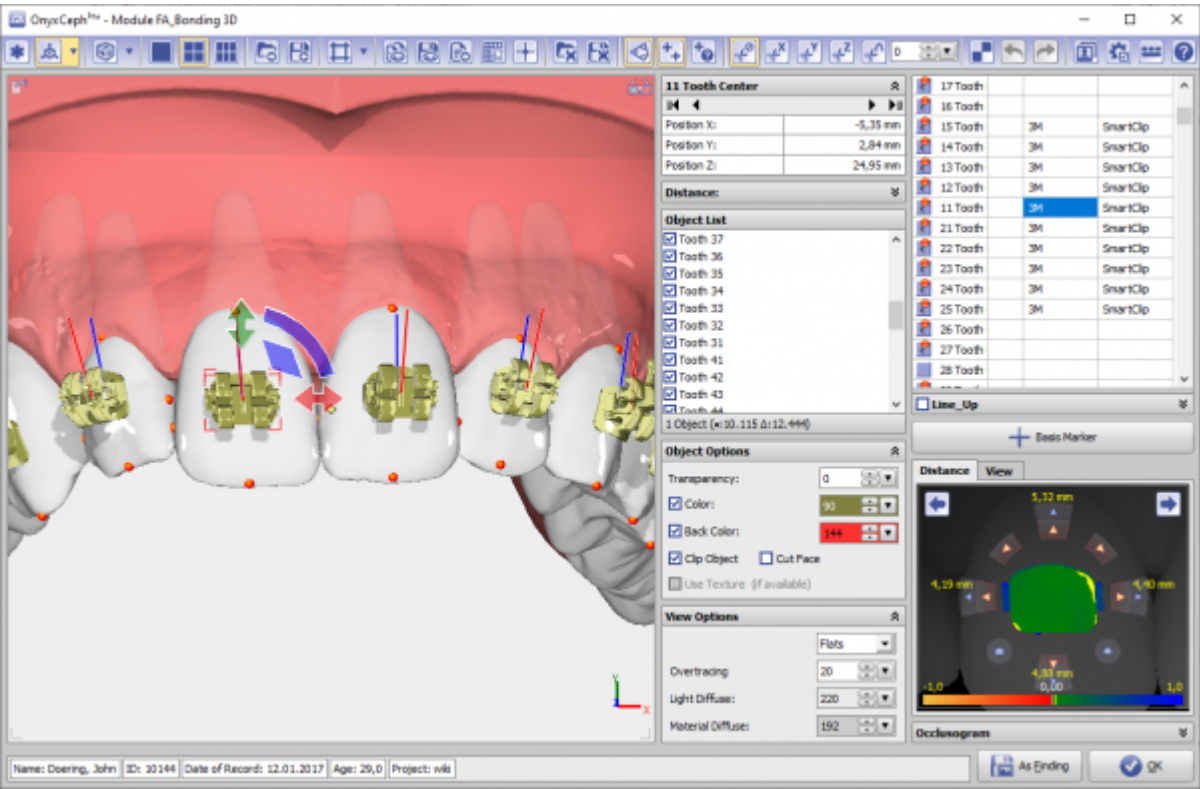 OnyxCeph³™ - Module FA_Bonding 3D
0
11 Tooth Center
Position X: -5,35 mm
Position Y: 2,84 mm
Position Z: 24,95 mm
Distance:
Object List
Tooth 37
Tooth 36
Tooth 35
Tooth 34
Tooth 33
Tooth 32
Tooth 31
Tooth 41
Tooth 42
Tooth 43
Tooth 44
Object Options
Transparency: 0
Color: 90
Back Color: 144
Clip Object Cut Face
Use Texture (if available)
View Options
Flats
Overtracing 20
Light Diffuse: 220
Material Diffuse: 192
17 Tooth
16 Tooth
15 Tooth 3M SmartClip
14 Tooth 3M SmartClip
13 Tooth 3M SmartClip
12 Tooth 3M SmartClip
11 Tooth 3M SmartClip
21 Tooth 3M SmartClip
22 Tooth 3M SmartClip
23 Tooth 3M SmartClip
24 Tooth 3M SmartClip
25 Tooth 3M SmartClip
26 Tooth
27 Tooth
28 Tooth
Line_Up
Basis Marker
Distance View
5,32 mm
4,19 mm 4,40 mm
4,88 mm
-1,0 0,00 1,0
Occlusogram
Name: Doering, John ID: 10144 Date of Record: 12.01.2017 Age: 29,0 Project: wiki
As Finding OK
Y
X